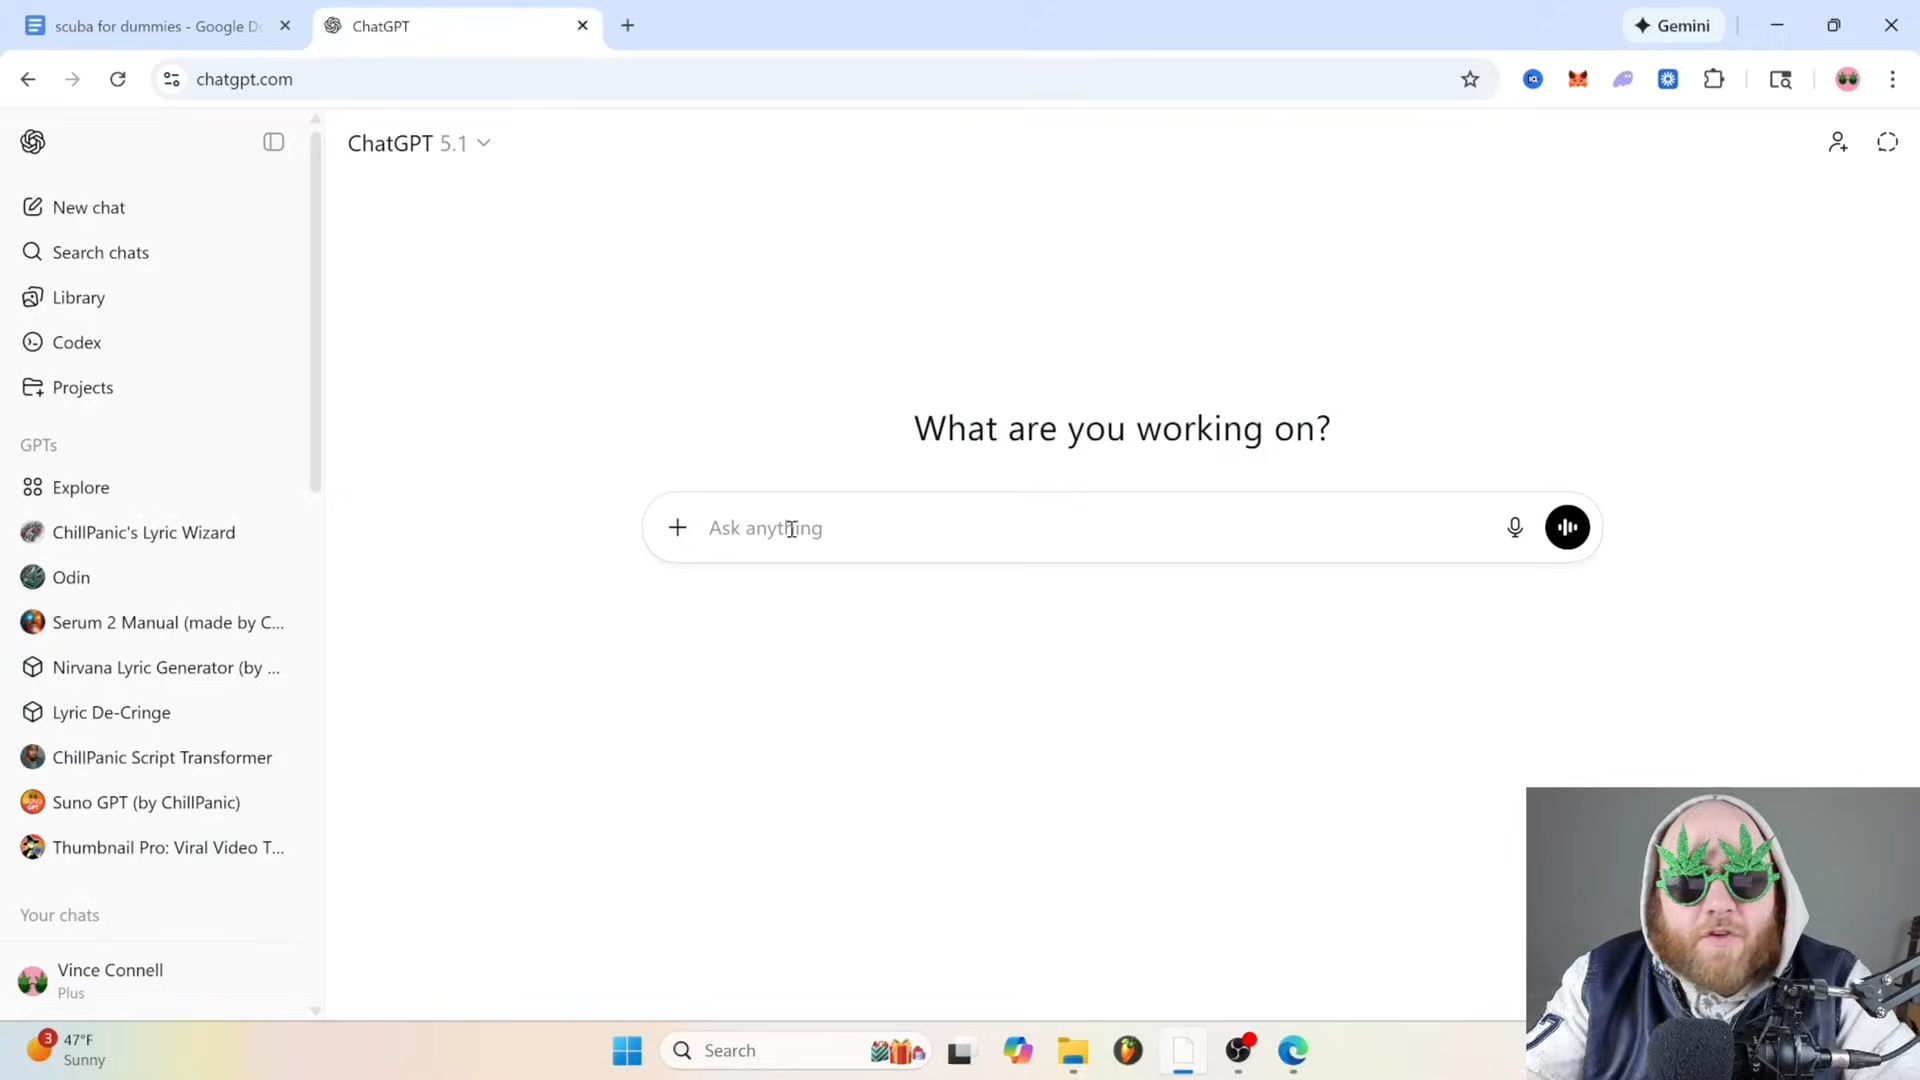 scuba for dummies - Google Do
ChatGPT
Gemini
chatgpt.com
ChatGPT 5.1
New chat
Search chats
Library
Codex
Projects
GPTs
Explore
ChillPanic's Lyric Wizard
Odin
Serum 2 Manual (made by C...
Nirvana Lyric Generator (by ...
Lyric De-Cringe
ChillPanic Script Transformer
Suno GPT (by ChillPanic)
Thumbnail Pro: Viral Video T...
Your chats
Vince Connell
Plus
What are you working on?
Ask anything
3
47°F
Sunny
Search